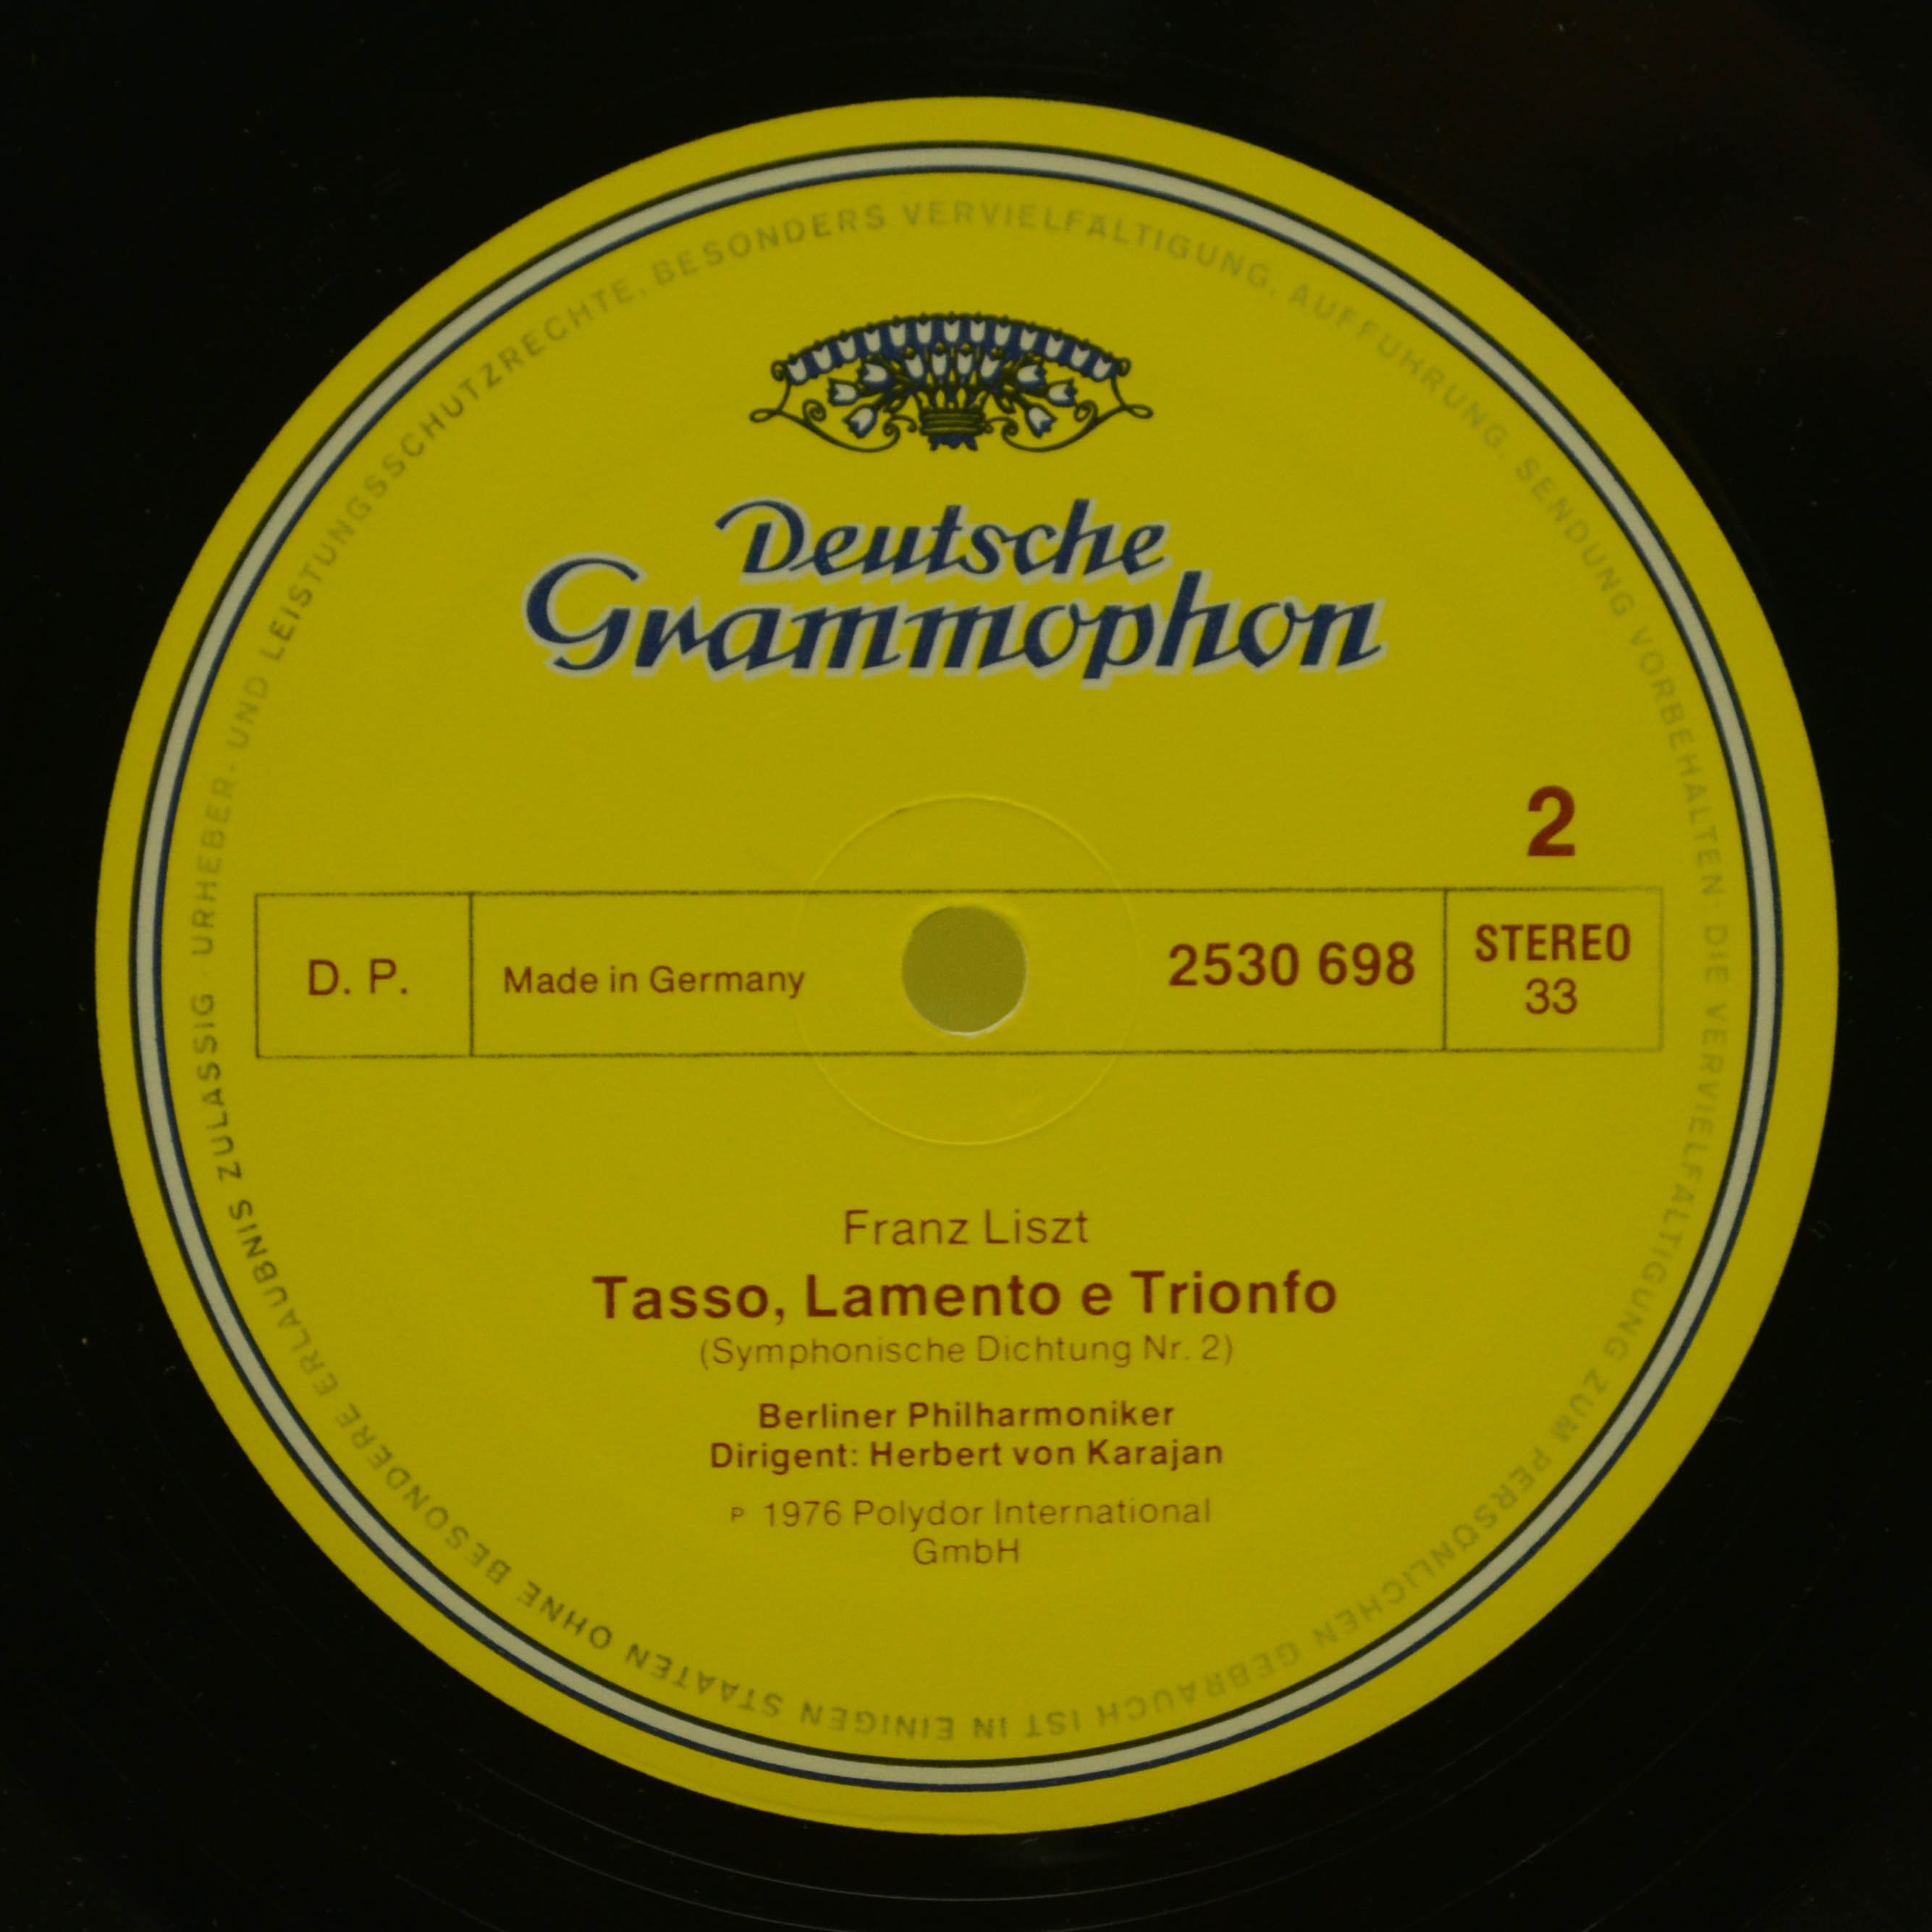 URHEBER- UND LEISTUNGSSCHUTZRECHTE, BESONDERS VERVIELFÄLTIGUNG, AUFFÜHRUNG, SENDUNG VORBEHALTEN· DIE VERVIELFÄLTIGUNG ZUM PERSÖNLICHEN GEBRAUCH IST IN EINIGEN STAATEN OHNE BESONDERE ERLAUBNIS ZULÄSSIG ·
Deutsche
Grammophon
2
D. P.
Made in Germany
2530 698
STEREO
33
Franz Liszt
Tasso, Lamento e Trionfo
(Symphonische Dichtung Nr. 2)
Berliner Philharmoniker
Dirigent: Herbert von Karajan
P 1976 Polydor International
GmbH